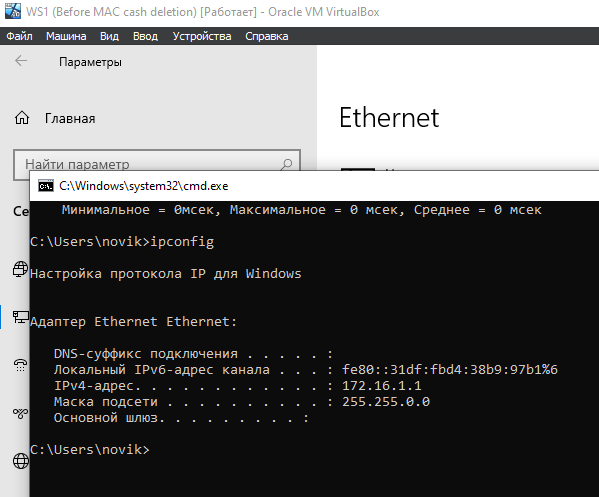 WS1 (Before MAC cash deletion) [Работает] - Oracle VM VirtualBox
Файл Машина Вид Ввод Устройства Справка
Параметры
Главная
Ethernet
Найти параметр
C:\Windows\system32\cmd.exe
Се
Минимальное = 0мсек, Максимальное = 0 мсек, Среднее = 0 мсек
C:\Users\novik>ipconfig
Настройка протокола IP для Windows
Адаптер Ethernet Ethernet:
DNS-суффикс подключения . . . . . :
Локальный IPv6-адрес канала . . . : fe80::31df:fbd4:38b9:97b1%6
IPv4-адрес. . . . . . . . . . . . : 172.16.1.1
Маска подсети . . . . . . . . . . : 255.255.0.0
Основной шлюз. . . . . . . . . :
C:\Users\novik>